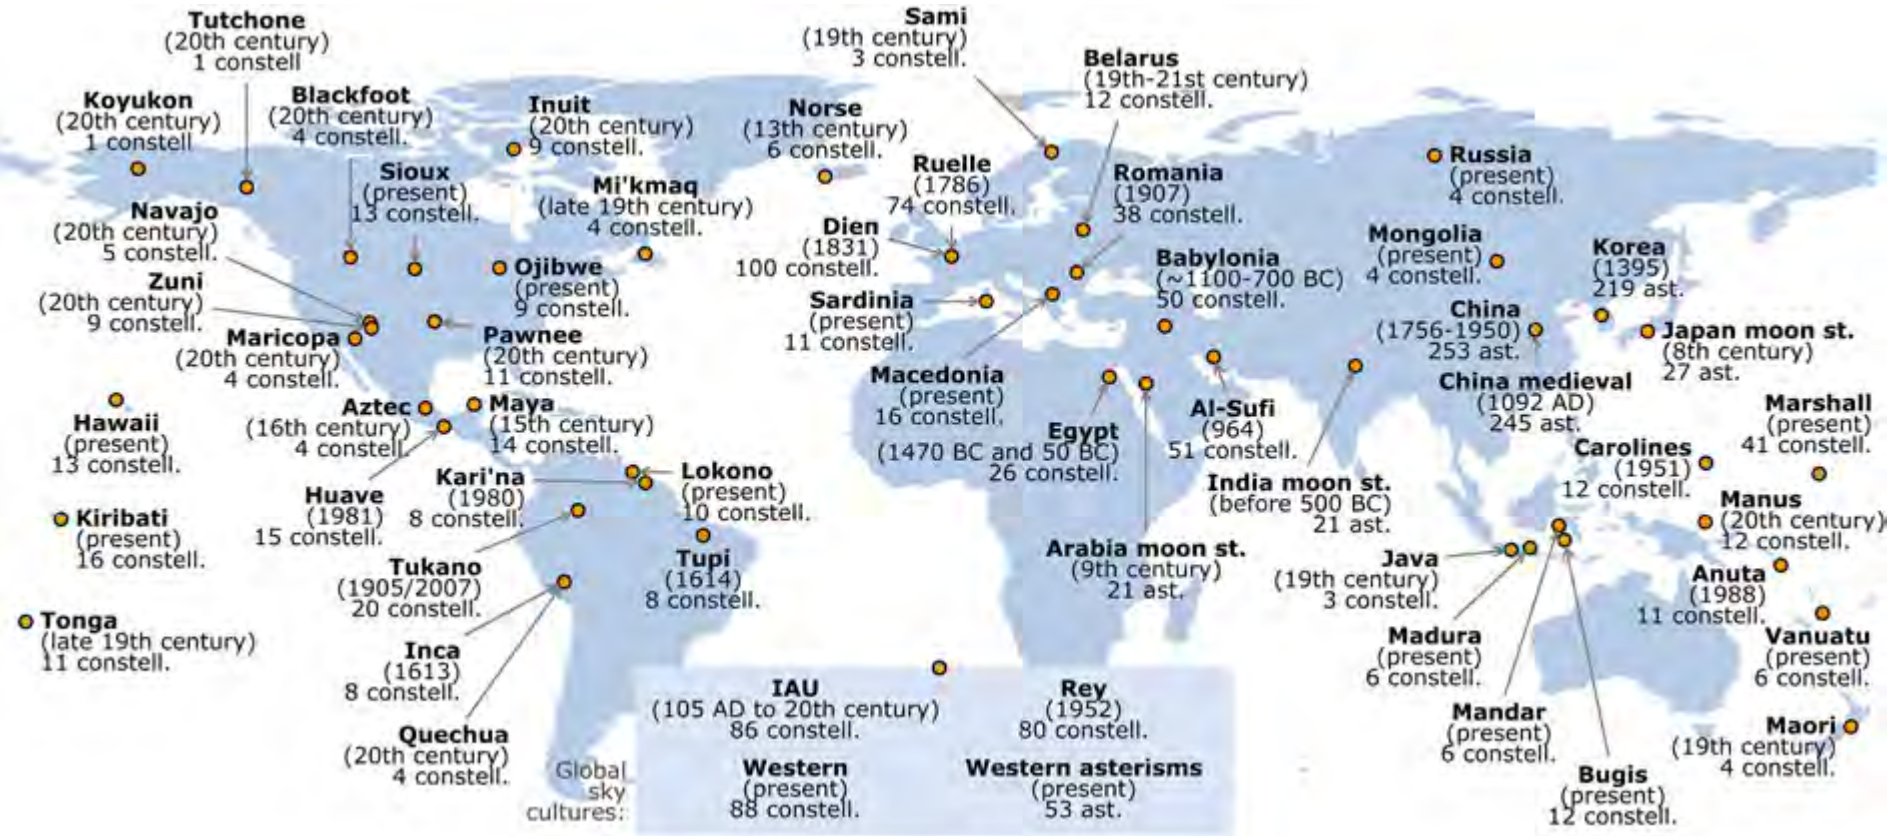 Tutchone
(20th century)
1 constell
Koyukon
(20th century)
1 constell
Blackfoot
(20th century)
4 constell.
Inuit
(20th century)
9 constell.
Sioux
(present)
13 constell.
Mi'kmaq
(late 19th century)
4 constell.
Navajo
(20th century)
5 constell.
Zuni
(20th century)
9 constell.
Ojibwe
(present)
9 constell.
Maricopa
(20th century)
4 constell.
Pawnee
(20th century)
11 constell.
Hawaii
(present)
13 constell.
Aztec
(16th century)
4 constell.
Maya
(15th century)
14 constell.
Huave
(1981)
15 constell.
Kari'na
(1980)
8 constell.
Lokono
(present)
10 constell.
Kiribati
(present)
16 constell.
Tukano
(1905/2007)
20 constell.
Tupi
(1614)
8 constell.
Tonga
(late 19th century)
11 constell.
Inca
(1613)
8 constell.
Quechua
(20th century)
4 constell.
Sami
(19th century)
3 constell.
Belarus
(19th-21st century)
12 constell.
Norse
(13th century)
6 constell.
Ruelle
(1786)
74 constell.
Romania
(1907)
38 constell.
Dien
(1831)
100 constell.
Babylonia
(~1100-700 BC)
50 constell.
Sardinia
(present)
11 constell.
Macedonia
(present)
16 constell.
Egypt
(1470 BC and 50 BC)
26 constell.
Al-Sufi
(964)
51 constell.
Arabia moon st.
(9th century)
21 ast.
India moon st.
(before 500 BC)
21 ast.
Russia
(present)
4 constell.
Mongolia
(present)
4 constell.
Korea
(1395)
219 ast.
China
(1756-1950)
253 ast.
China medieval
(1092 AD)
245 ast.
Japan moon st.
(8th century)
27 ast.
Marshall
(present)
41 constell.
Carolines
(1951)
12 constell.
Manus
(20th century)
12 constell.
Java
(19th century)
3 constell.
Anuta
(1988)
11 constell.
Madura
(present)
6 constell.
Vanuatu
(present)
6 constell.
Mandar
(present)
6 constell.
Maori
(19th century)
4 constell.
Bugis
(present)
12 constell.
Global
sky
cultures:
IAU
(105 AD to 20th century)
86 constell.
Rey
(1952)
80 constell.
Western
(present)
88 constell.
Western asterisms
(present)
53 ast.